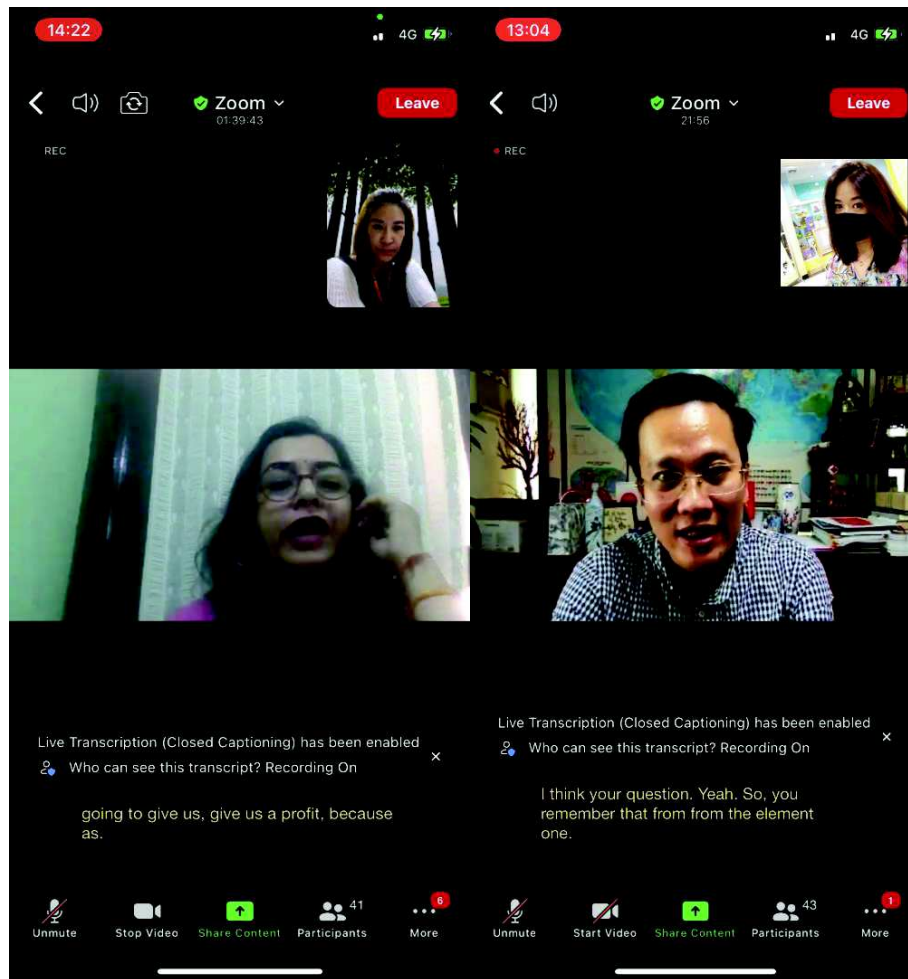 14:22
4G
Zoom
Leave
01:39:43
REC
Live Transcription (Closed Captioning) has been enabled
Who can see this transcript? Recording On
going to give us, give us a profit, because
as.
Unmute
Stop Video
Share Content
41
Participants
6
More
13:04
4G
Zoom
Leave
21:56
REC
Live Transcription (Closed Captioning) has been enabled
Who can see this transcript? Recording On
I think your question. Yeah. So, you
remember that from from the element
one.
Unmute
Start Video
Share Content
43
Participants
1
More